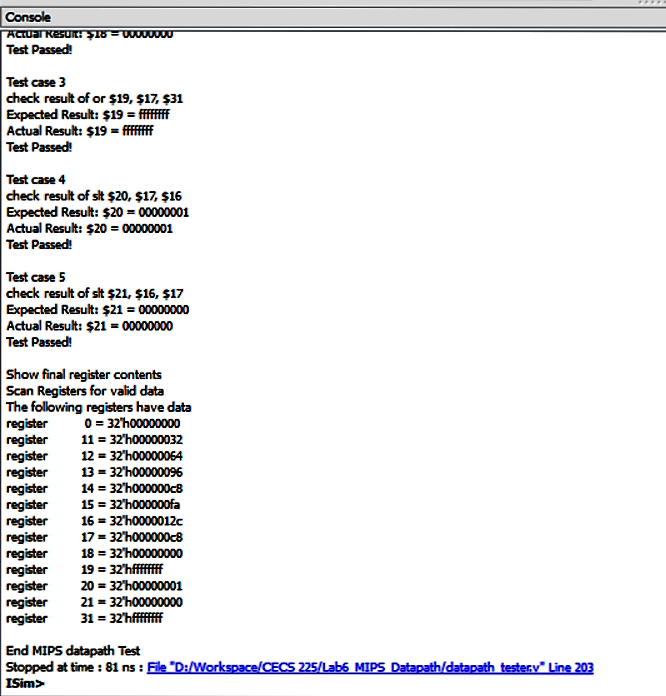 Console
Actual Result: $18 = 00000000
Test Passed!
Test case 3
check result of or $19, $17, $31
Expected Result: $19 = ffffffff
Actual Result: $19 = ffffffff
Test Passed!
Test case 4
check result of slt $20, $17, $16
Expected Result: $20 = 00000001
Actual Result: $20 = 00000001
Test Passed!
Test case 5
check result of slt $21, $16, $17
Expected Result: $21 = 00000000
Actual Result: $21 = 00000000
Test Passed!
Show final register contents
Scan Registers for valid data
The following registers have data
register 0 = 32'h00000000
register 11 = 32'h00000032
register 12 = 32'h00000064
register 13 = 32'h00000096
register 14 = 32'h000000c8
register 15 = 32'h000000fa
register 16 = 32'h0000012c
register 17 = 32'h000000c8
register 18 = 32'h00000000
register 19 = 32'hffffffff
register 20 = 32'h00000001
register 21 = 32'h00000000
register 31 = 32'hffffffff
End MIPS datapath Test
Stopped at time : 81 ns : File "D:/Workspace/CECS 225/Lab6_MIPS_Datapath/datapath_tester.v" Line 203
ISim>